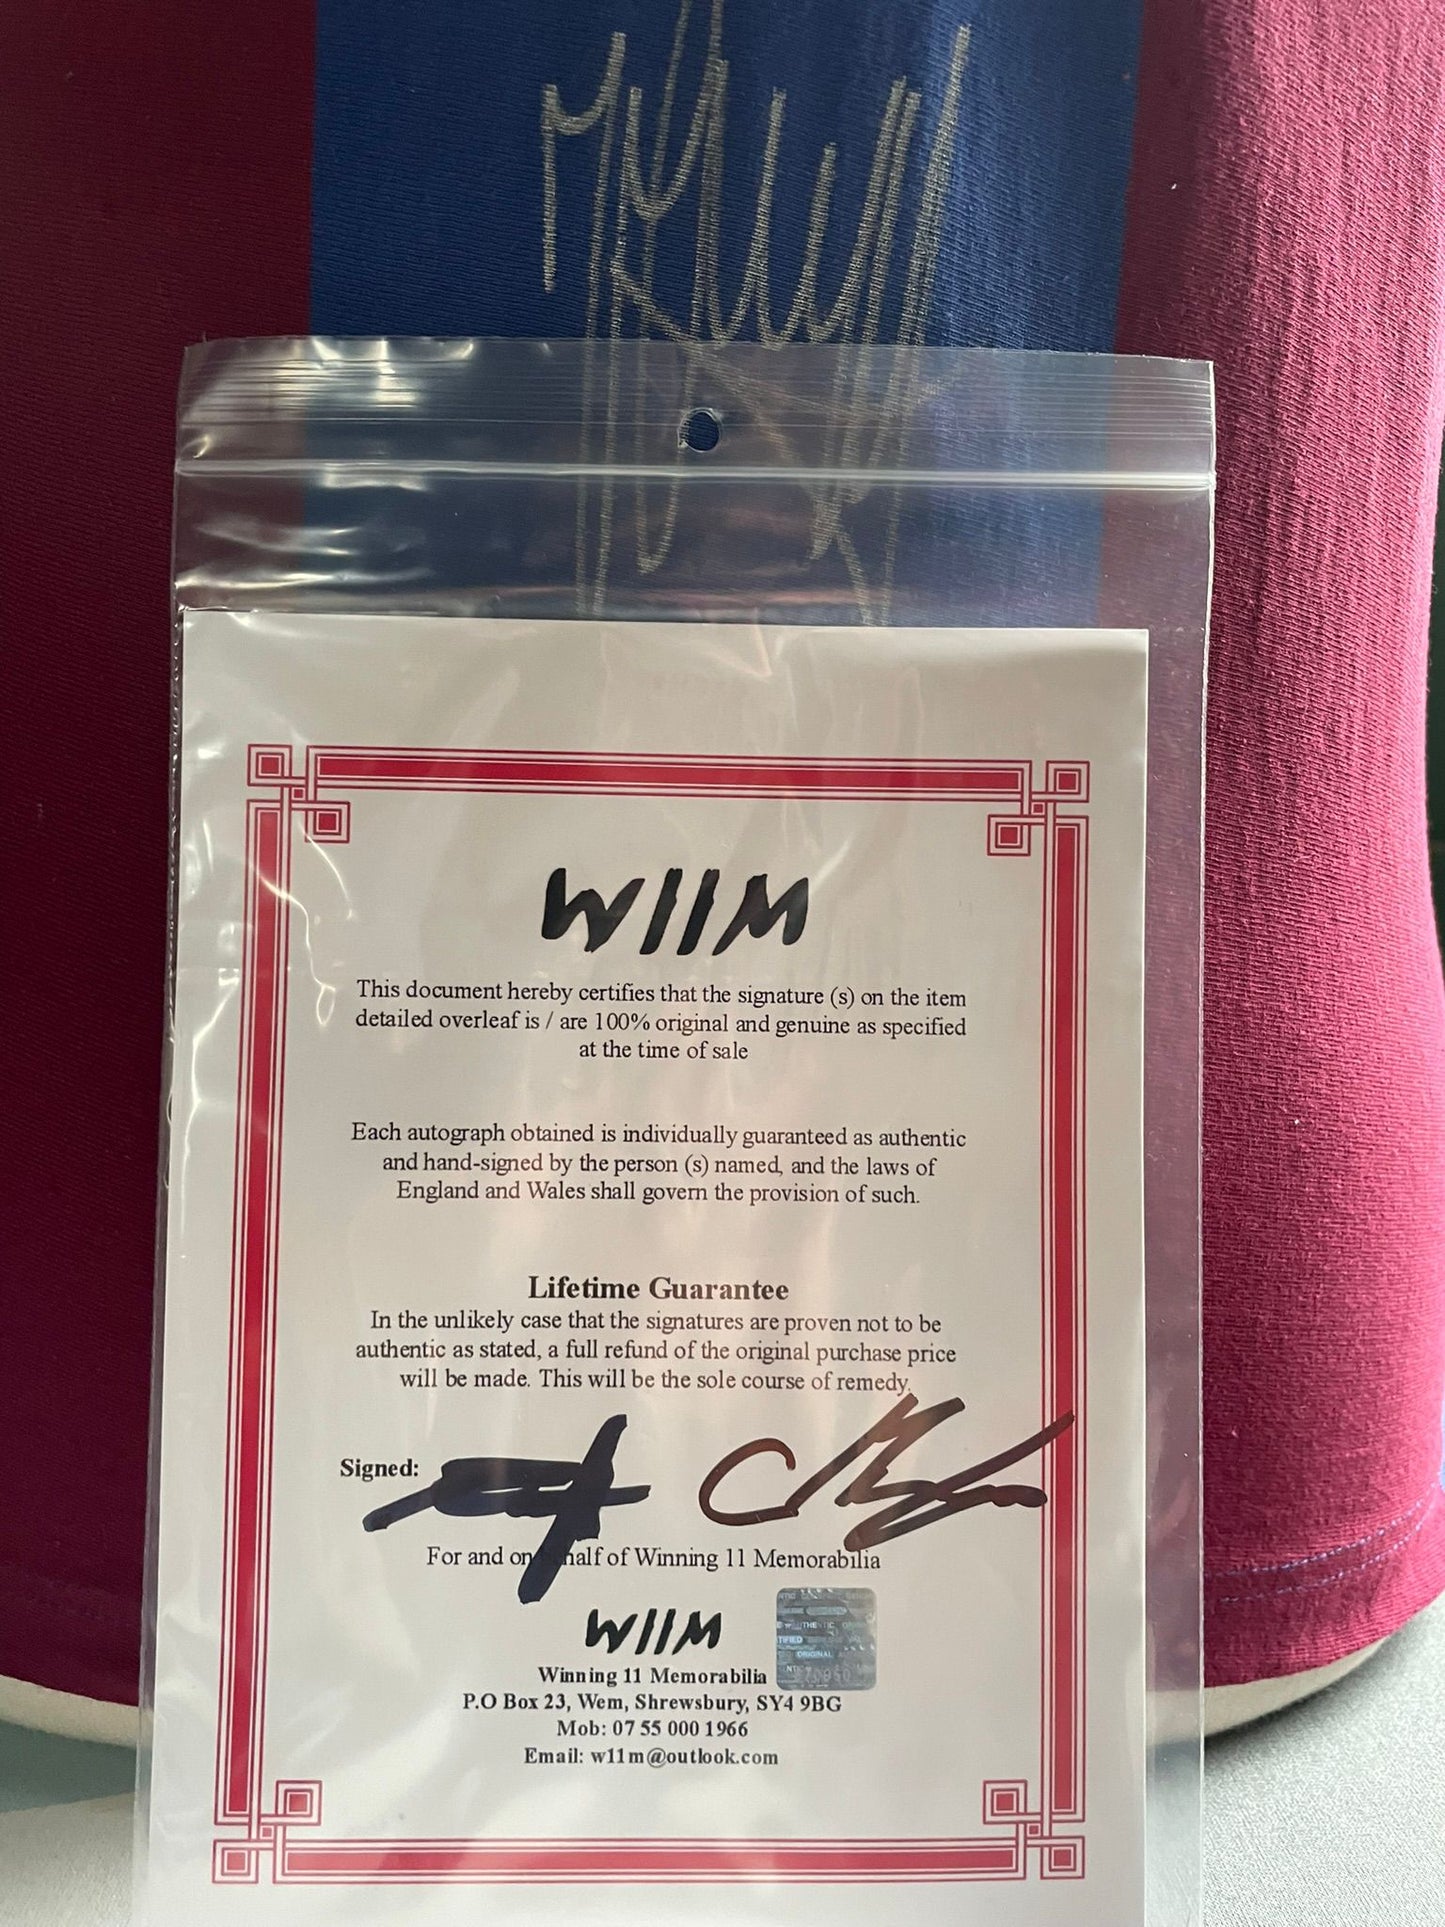 W11M
This document hereby certifies that the signature (s) on the item
detailed overleaf is / are 100% original and genuine as specified
at the time of sale
Each autograph obtained is individually guaranteed as authentic
and hand-signed by the person (s) named, and the laws of
England and Wales shall govern the provision of such.
Lifetime Guarantee
In the unlikely case that the signatures are proven not to be
authentic as stated, a full refund of the original purchase price
will be made. This will be the sole course of remedy.
Signed:
For and on behalf of Winning 11 Memorabilia
W11M
ORIGINAL
Winning 11 Memorabilia
P.O Box 23, Wem, Shrewsbury, SY4 9BG
Mob: 07 55 000 1966
Email: w11m@outlook.com